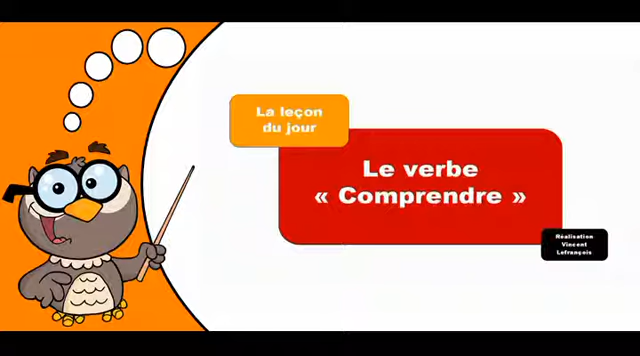 La leçon
du jour
Le verbe
« Comprendre »
Réalisation
Vincent
Lefrançois